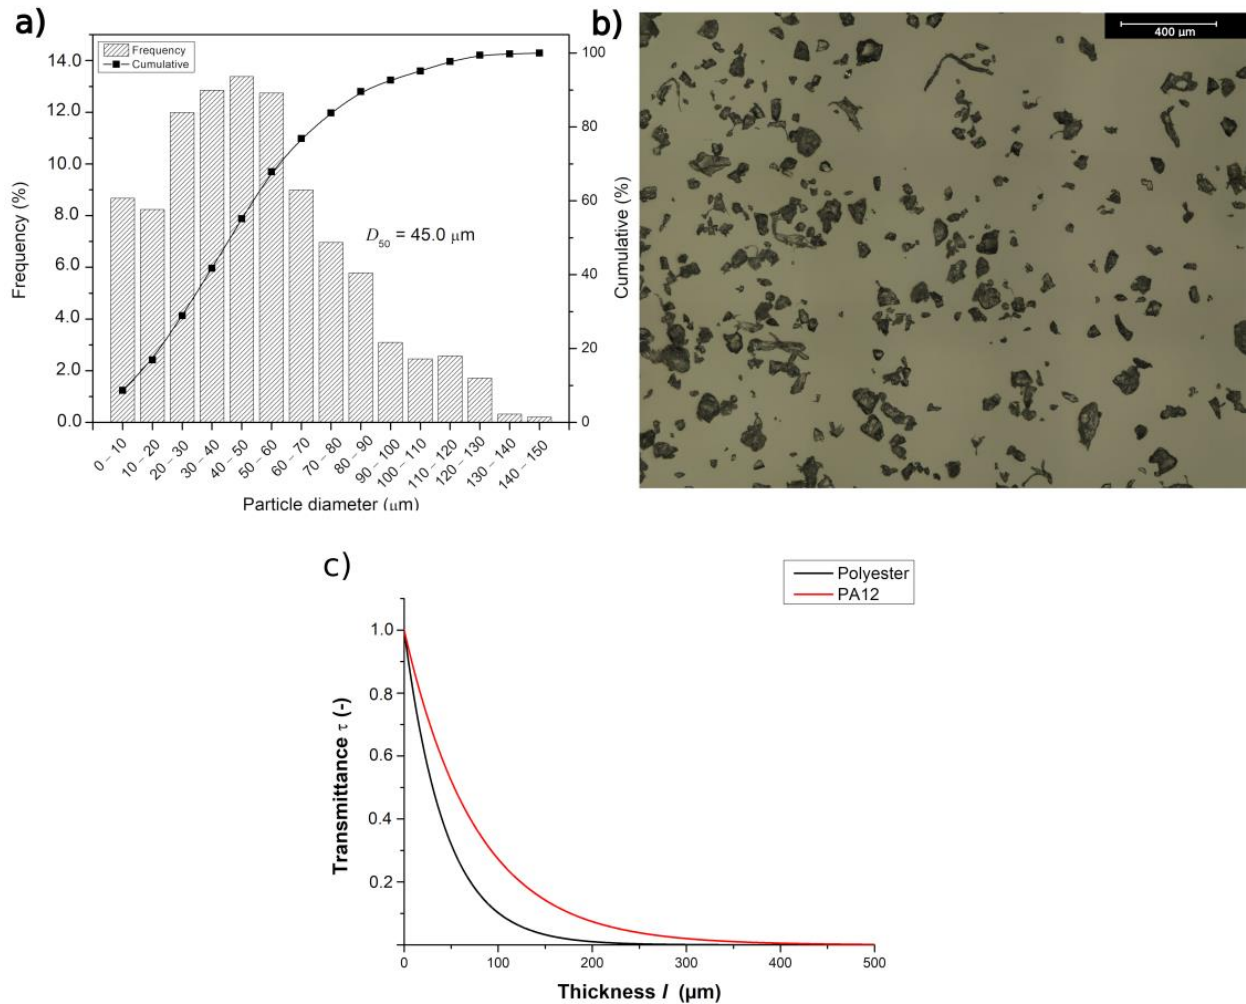 a)
Frequency
Cumulative
14.0
12.0
10.0
8.0
6.0
4.0
2.0
0.0
Frequency (%)
100
80
60
40
20
0
Cumulative (%)
D50 = 45.0 μm
0 – 10
10 – 20
20 – 30
30 – 40
40 – 50
50 – 60
60 – 70
70 – 80
80 – 90
90 – 100
100 – 110
110 – 120
120 – 130
130 – 140
140 – 150
Particle diameter (μm)
b)
400 μm
c)
Polyester
PA12
1.0
0.8
0.6
0.4
0.2
Transmittance τ (-)
0 100 200 300 400 500
Thickness l (μm)